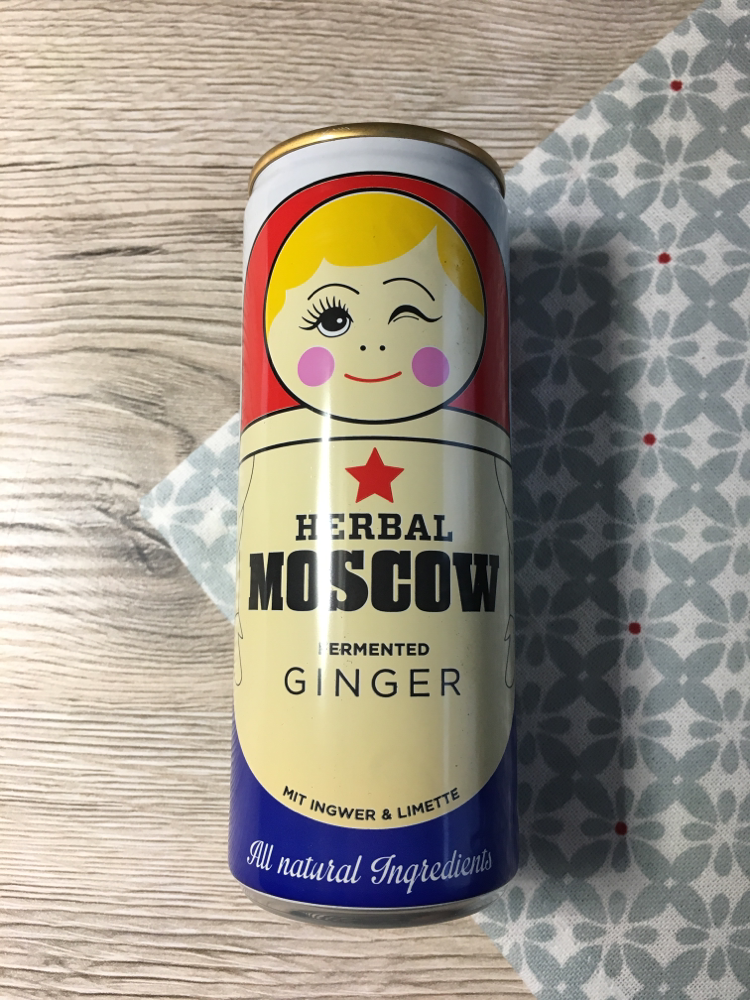 HERBAL
MOSCOW
FERMENTED
GINGER
MIT INGWER & LIMETTE
All natural Ingredients